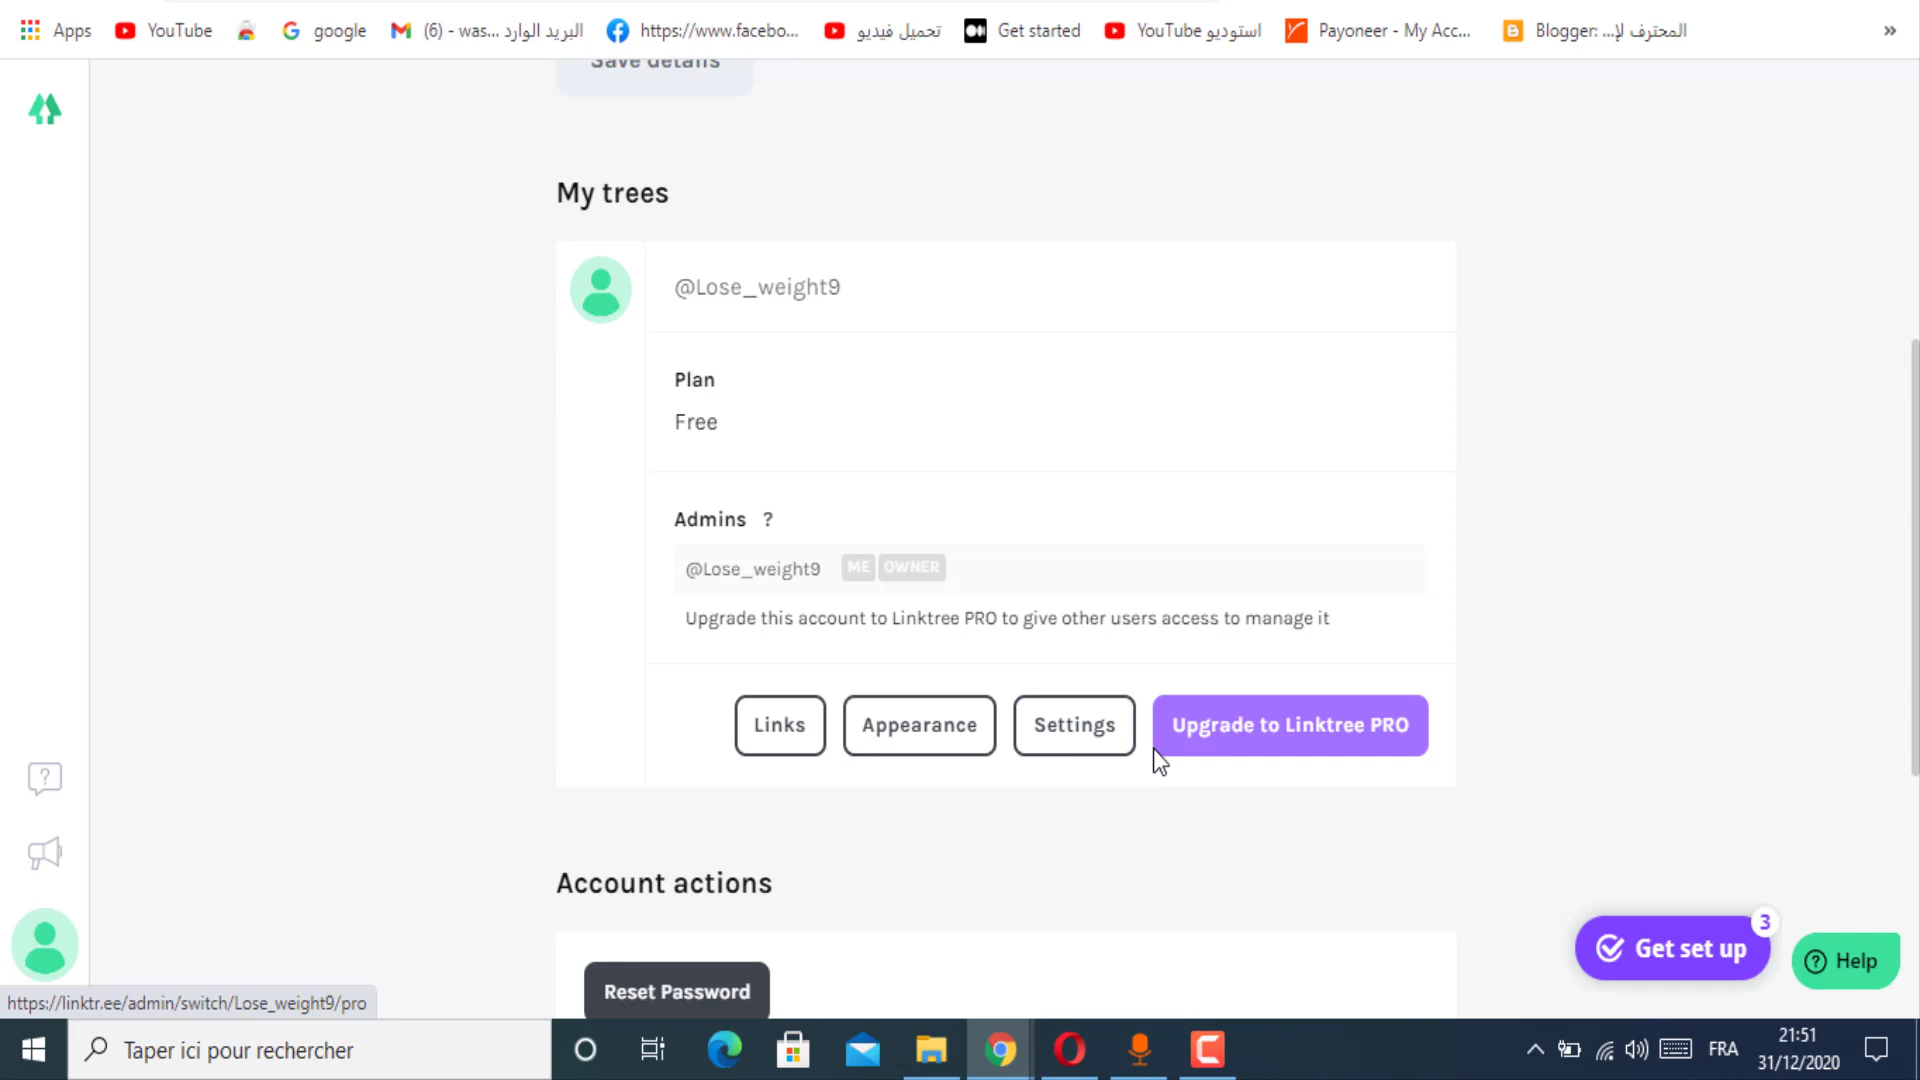 Apps
YouTube
google
(6) - was... البريد الوارد
https://www.facebo...
تحميل فيديو
Get started
YouTube استوديو
Payoneer - My Acc...
Blogger: ...المحترف لإ
»
Save details
My trees
@Lose_weight9
Plan
Free
Admins ?
@Lose_weight9 ME OWNER
Upgrade this account to Linktree PRO to give other users access to manage it
Links
Appearance
Settings
Upgrade to Linktree PRO
Account actions
Reset Password
3
Get set up
Help
https://linktr.ee/admin/switch/Lose_weight9/pro
Taper ici pour rechercher
FRA
21:51
31/12/2020